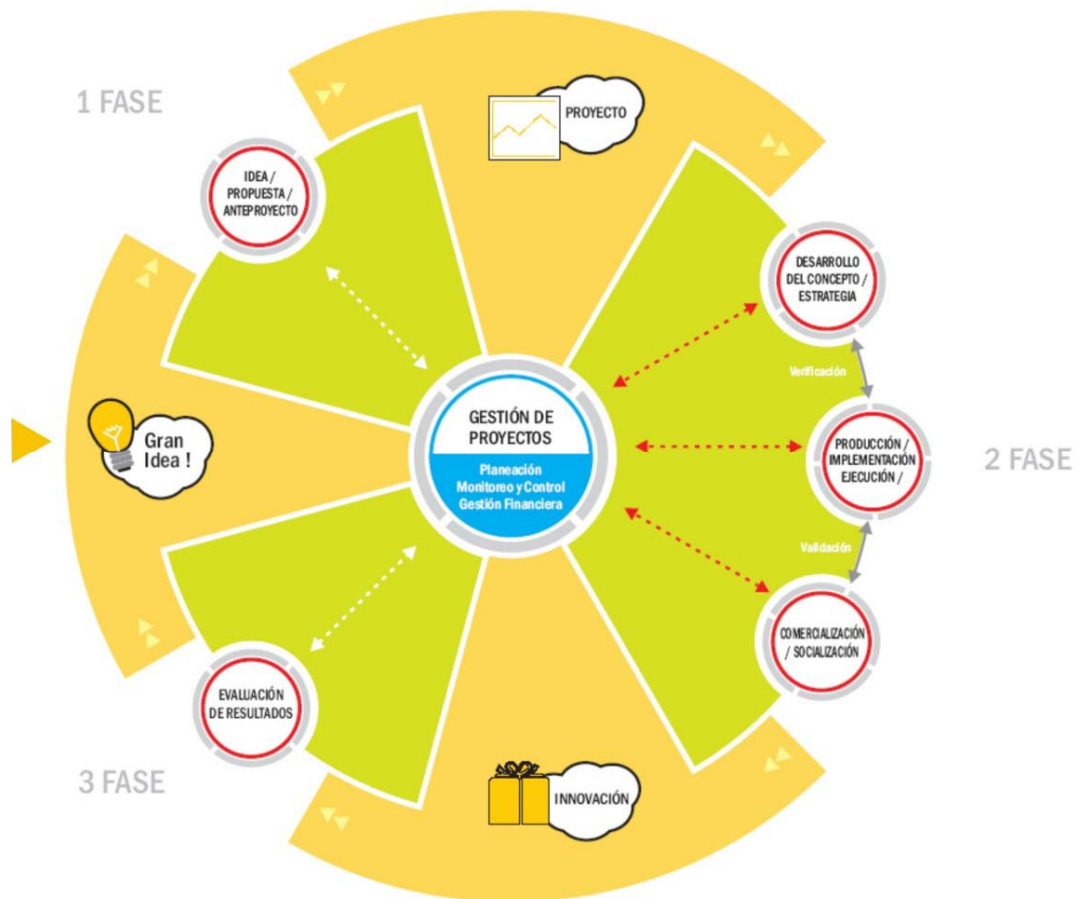 1 FASE
PROYECTO
IDEA /
PROPUESTA /
ANTEPROYECTO
DESARROLLO
DEL CONCEPTO /
ESTRATEGIA
Verificación
Gran
Idea !
GESTIÓN DE
PROYECTOS
Planeación
Monitoreo y Control
Gestión Financiera
PRODUCCIÓN /
IMPLEMENTACIÓN
EJECUCIÓN /
2 FASE
Validación
COMERCIALIZACIÓN
/ SOCIALIZACIÓN
EVALUACIÓN
DE RESULTADOS
3 FASE
INNOVACIÓN